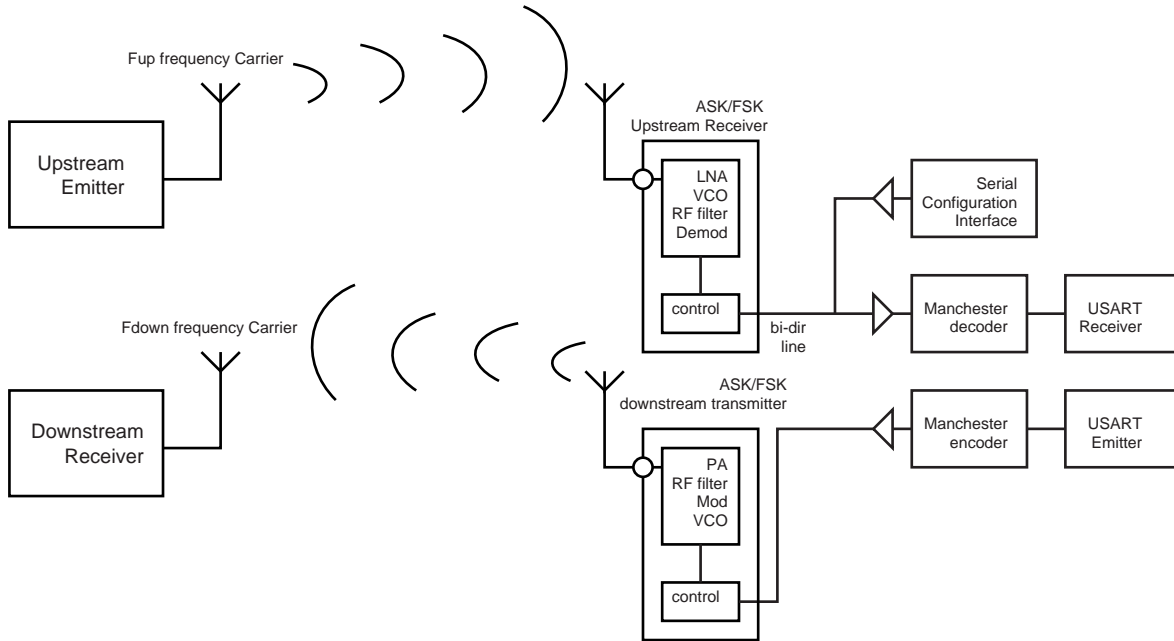 Fup frequency Carrier
Upstream
Emitter
ASK/FSK
Upstream Receiver
LNA
VCO
RF filter
Demod
control
bi-dir
line
Serial
Configuration
Interface
Manchester
decoder
USART
Receiver
Fdown frequency Carrier
Downstream
Receiver
ASK/FSK
downstream transmitter
PA
RF filter
Mod
VCO
control
Manchester
encoder
USART
Emitter